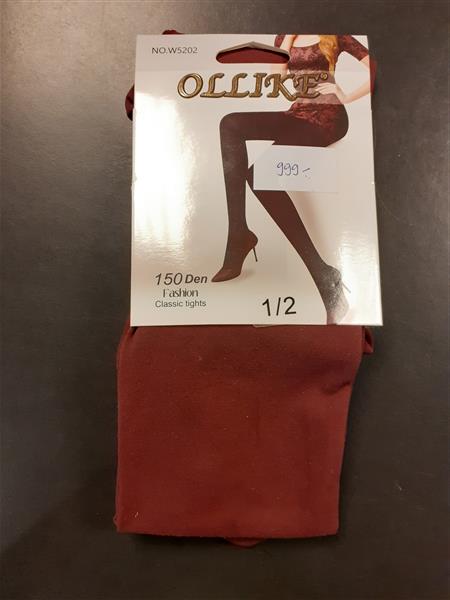 NO.W5202
OLLIKE
999.-
150 Den
Fashion
Classic tights
1/2